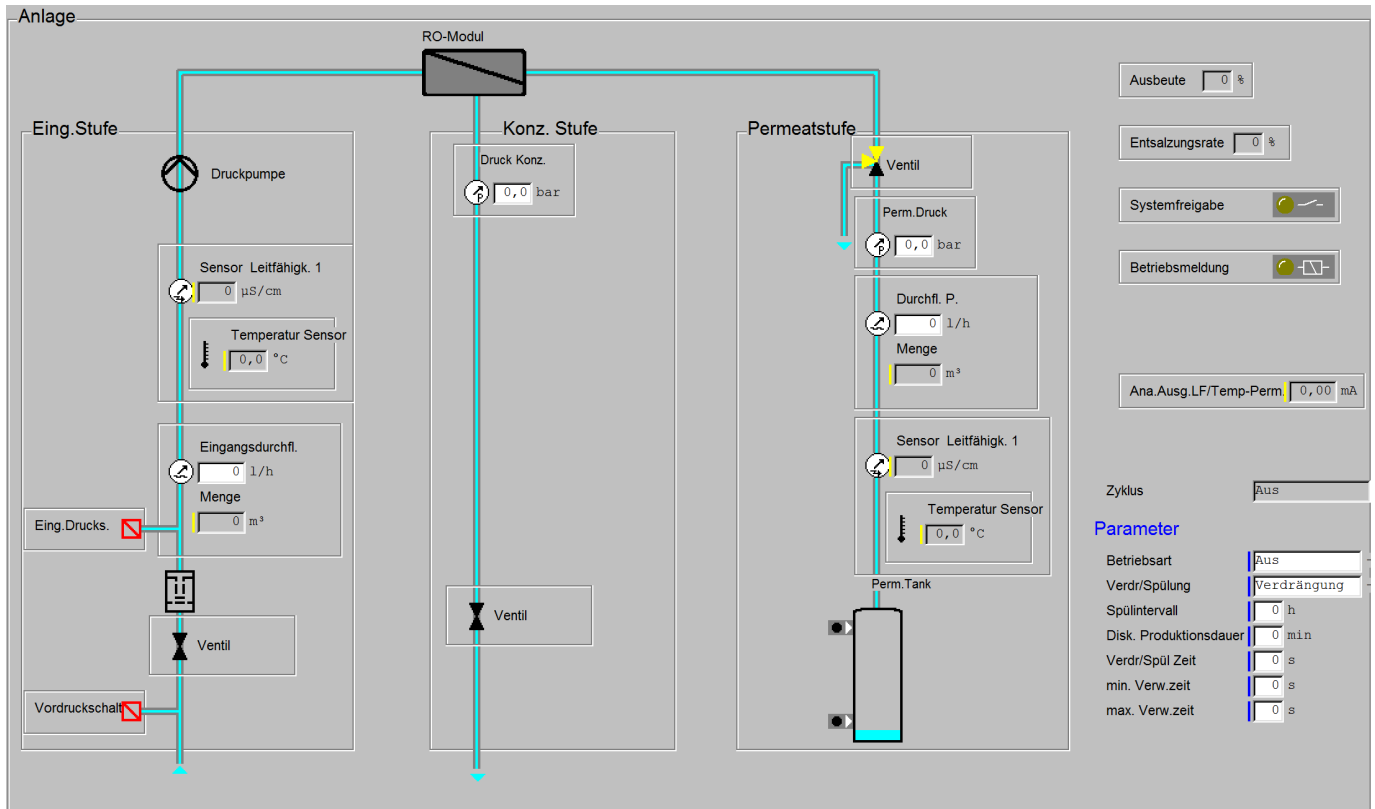 Anlage
RO-Modul
Eing.Stufe
Druckpumpe
Sensor Leitfähigk. 1
0 µS/cm
Temperatur Sensor
0,0 °C
Eingangsdurchfl.
0 l/h
Menge
0 m³
Eing.Drucks.
Ventil
Vordruckschalt
Konz. Stufe
Druck Konz.
P 0,0 bar
Ventil
Permeatstufe
Ventil
Perm.Druck
P 0,0 bar
Durchfl. P.
0 l/h
Menge
0 m³
Sensor Leitfähigk. 1
0 µS/cm
Temperatur Sensor
0,0 °C
Perm.Tank
Ausbeute 0 %
Entsalzungsrate 0 %
Systemfreigabe
Betriebsmeldung
Ana.Ausg.LF/Temp-Perm. 0,00 mA
Zyklus Aus
Parameter
Betriebsart Aus
Verdr/Spülung Verdrängung
Spülintervall 0 h
Disk. Produktionsdauer 0 min
Verdr/Spül Zeit 0 s
min. Verw.zeit 0 s
max. Verw.zeit 0 s